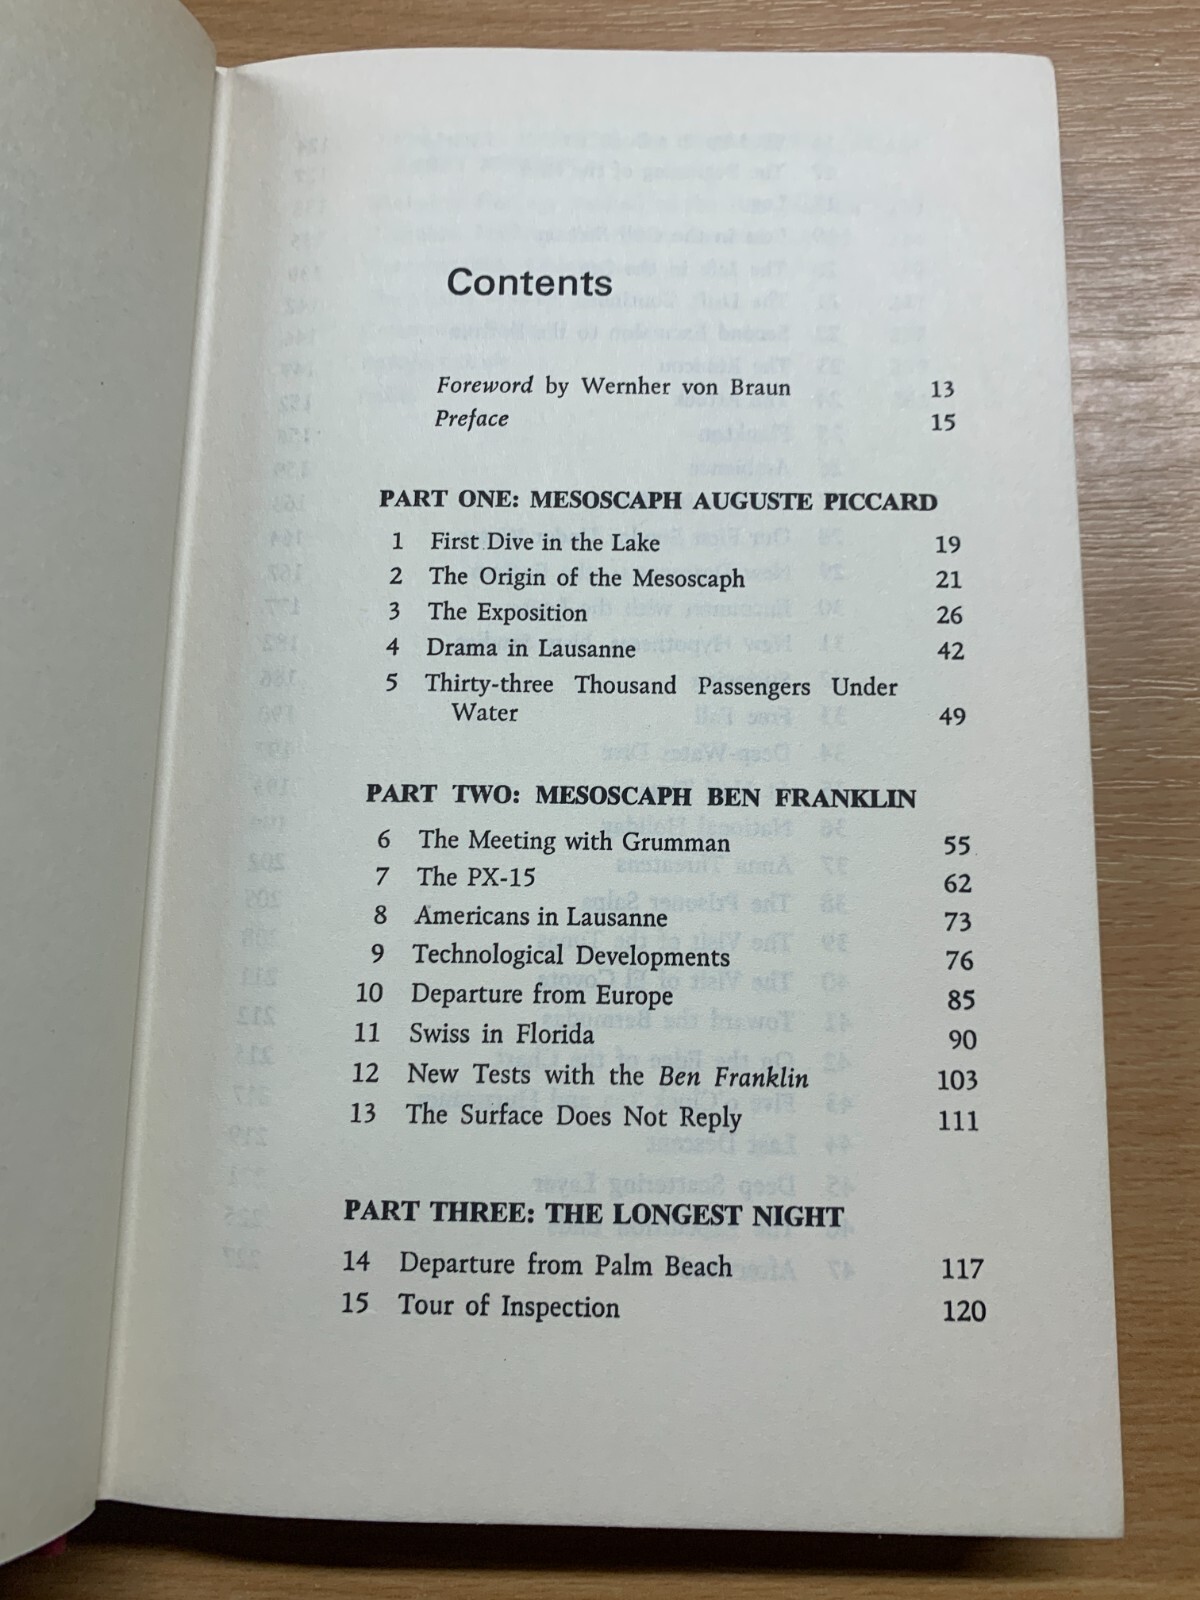 Contents
Foreword by Wernher von Braun 13
Preface 15
PART ONE: MESOSCAPH AUGUSTE PICCARD
1 First Dive in the Lake 19
2 The Origin of the Mesoscaph 21
3 The Exposition 26
4 Drama in Lausanne 42
5 Thirty-three Thousand Passengers Under
Water 49
PART TWO: MESOSCAPH BEN FRANKLIN
6 The Meeting with Grumman 55
7 The PX-15 62
8 Americans in Lausanne 73
9 Technological Developments 76
10 Departure from Europe 85
11 Swiss in Florida 90
12 New Tests with the Ben Franklin 103
13 The Surface Does Not Reply 111
PART THREE: THE LONGEST NIGHT
14 Departure from Palm Beach 117
15 Tour of Inspection 120